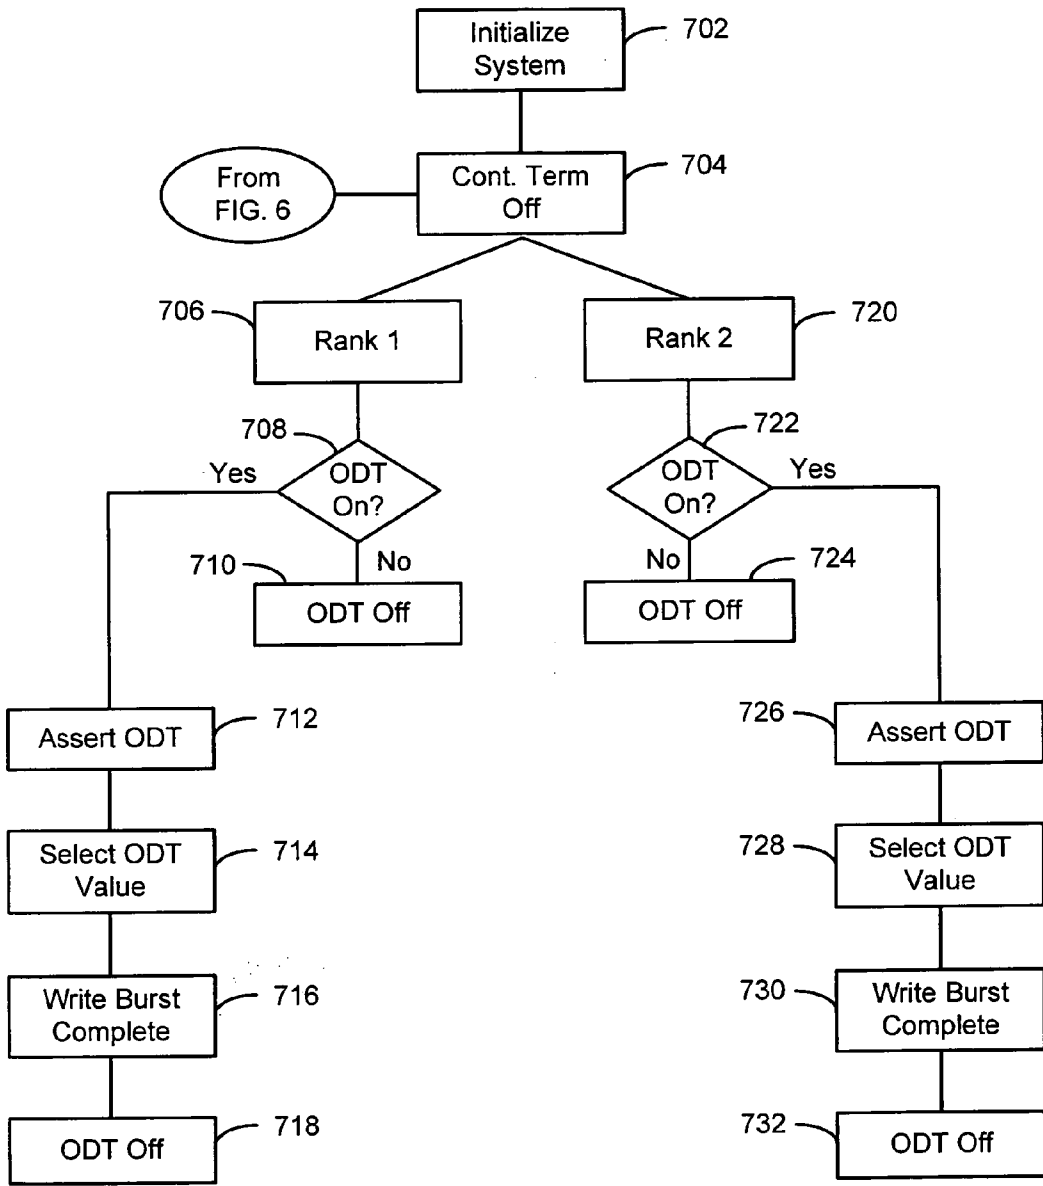 Initialize
System
702
From
FIG. 6
Cont. Term
Off
704
706
Rank 1
Rank 2
720
708
Yes
ODT
On?
No
722
ODT
On?
Yes
No
710
ODT Off
724
ODT Off
Assert ODT
712
726
Assert ODT
Select ODT
Value
714
728
Select ODT
Value
Write Burst
Complete
716
730
Write Burst
Complete
ODT Off
718
732
ODT Off